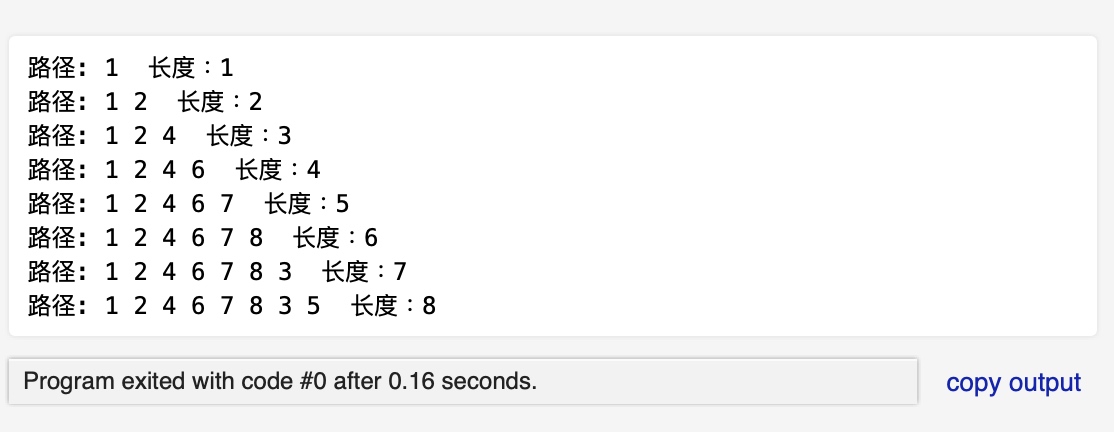 路径: 1  长度：1
路径: 1 2  长度：2
路径: 1 2 4  长度：3
路径: 1 2 4 6  长度：4
路径: 1 2 4 6 7  长度：5
路径: 1 2 4 6 7 8  长度：6
路径: 1 2 4 6 7 8 3  长度：7
路径: 1 2 4 6 7 8 3 5  长度：8
Program exited with code #0 after 0.16 seconds.
copy output